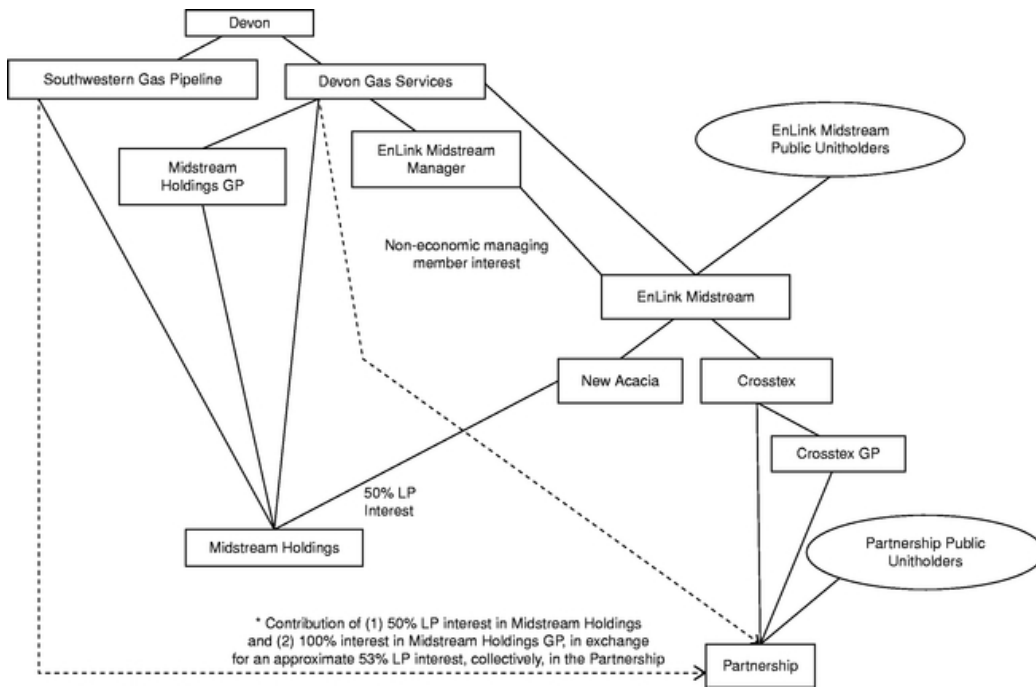 Devon
Southwestern Gas Pipeline
Devon Gas Services
EnLink Midstream
Public Unitholders
Midstream
Holdings GP
EnLink Midstream
Manager
Non-economic managing
member interest
EnLink Midstream
New Acacia
Crosstex
Crosstex GP
50% LP
Interest
Midstream Holdings
Partnership Public
Unitholders
* Contribution of (1) 50% LP interest in Midstream Holdings
and (2) 100% interest in Midstream Holdings GP, in exchange
for an approximate 53% LP interest, collectively, in the Partnership
Partnership